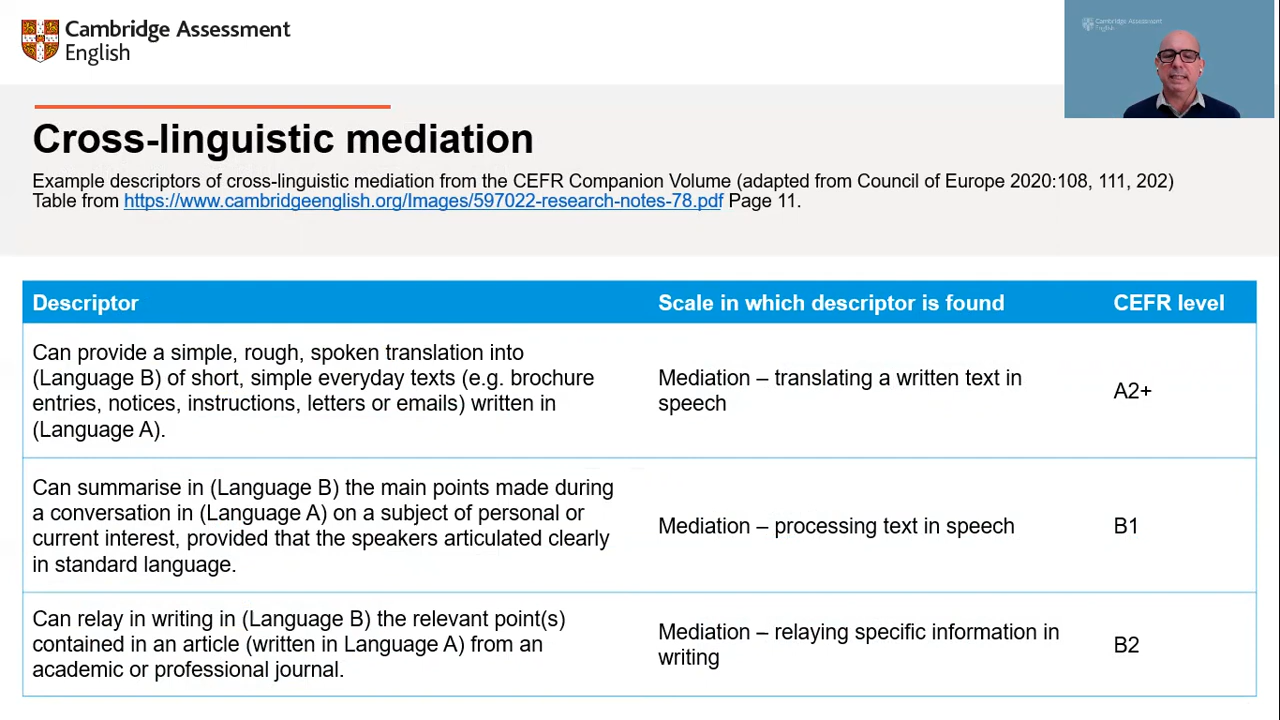 Cambridge Assessment
English
Cambridge Assessment
English
Cross-linguistic mediation
Example descriptors of cross-linguistic mediation from the CEFR Companion Volume (adapted from Council of Europe 2020:108, 111, 202)
Table from https://www.cambridgeenglish.org/Images/597022-research-notes-78.pdf Page 11.
Descriptor
Scale in which descriptor is found
CEFR level
Can provide a simple, rough, spoken translation into
(Language B) of short, simple everyday texts (e.g. brochure
entries, notices, instructions, letters or emails) written in
(Language A).
Mediation – translating a written text in
speech
A2+
Can summarise in (Language B) the main points made during
a conversation in (Language A) on a subject of personal or
current interest, provided that the speakers articulated clearly
in standard language.
Mediation – processing text in speech
B1
Can relay in writing in (Language B) the relevant point(s)
contained in an article (written in Language A) from an
academic or professional journal.
Mediation – relaying specific information in
writing
B2